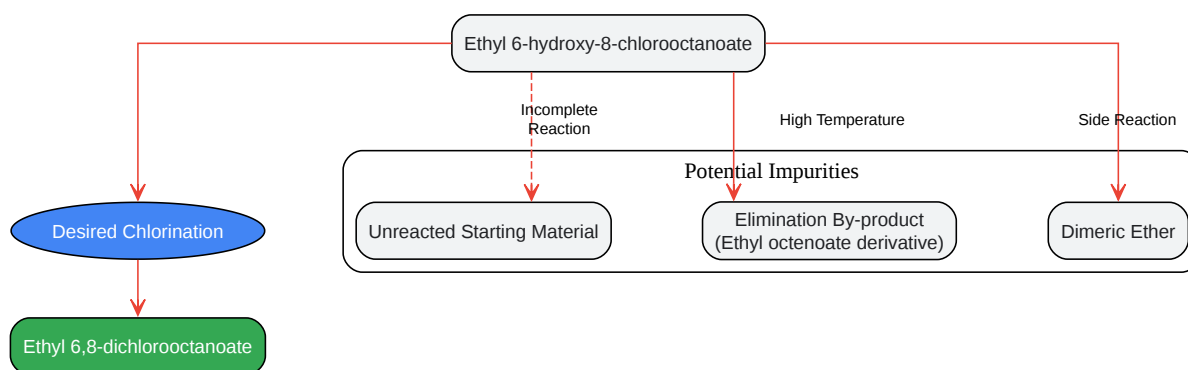 Ethyl 6-hydroxy-8-chlorooctanoate
Incomplete
Reaction
High Temperature
Side Reaction
Potential Impurities
Desired Chlorination
Unreacted Starting Material
Elimination By-product
(Ethyl octenoate derivative)
Dimeric Ether
Ethyl 6,8-dichlorooctanoate